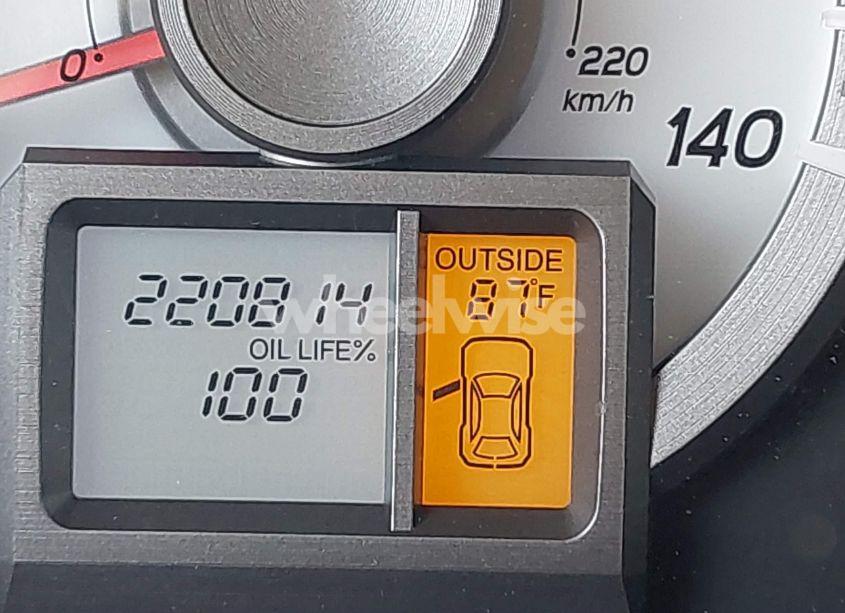 0
220
km/h
140
OUTSIDE
220814
87°F
wheelwise
OIL LIFE%
100